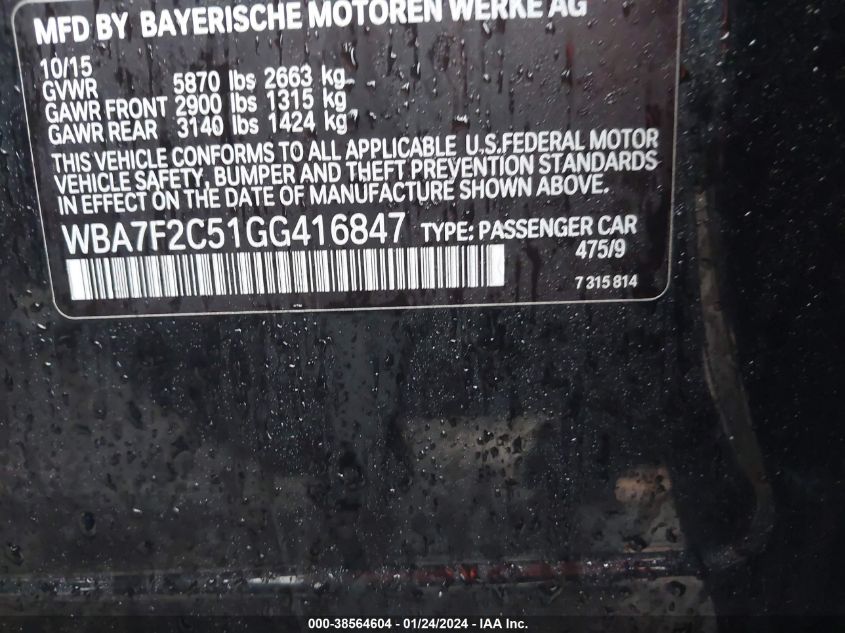 MFD BY BAYERISCHE MOTOREN WERKE AG
10/15
GVWR 5870 lbs 2663 kg
GAWR FRONT 2900 lbs 1315 kg
GAWR REAR 3140 lbs 1424 kg
THIS VEHICLE CONFORMS TO ALL APPLICABLE U.S.FEDERAL MOTOR
VEHICLE SAFETY, BUMPER AND THEFT PREVENTION STANDARDS
IN EFFECT ON THE DATE OF MANUFACTURE SHOWN ABOVE.
WBA7F2C51GG416847 TYPE: PASSENGER CAR
475/9
7 315 814
000-38564604 - 01/24/2024 - IAA Inc.